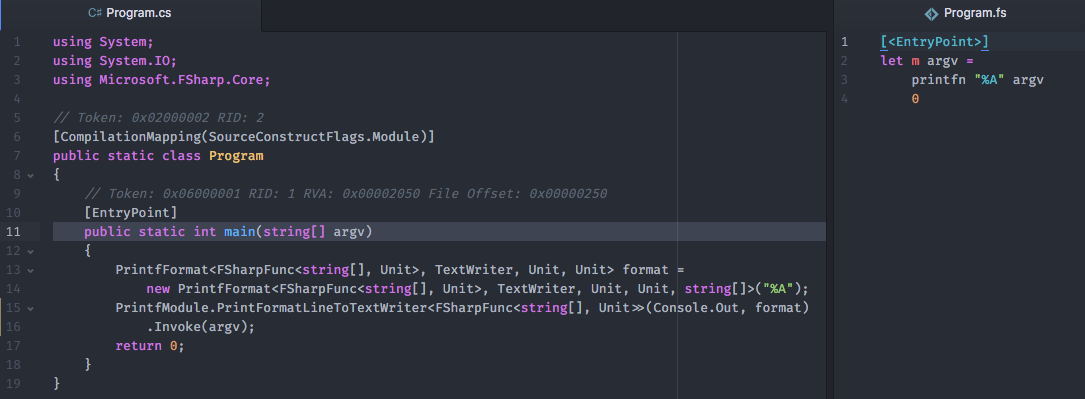 C# Program.cs
1 using System;
2 using System.IO;
3 using Microsoft.FSharp.Core;
4
5 // Token: 0x02000002 RID: 2
6 [CompilationMapping(SourceConstructFlags.Module)]
7 public static class Program
8 {
9     // Token: 0x06000001 RID: 1 RVA: 0x00002050 File Offset: 0x00000250
10     [EntryPoint]
11     public static int main(string[] argv)
12     {
13         PrintfFormat<FSharpFunc<string[], Unit>, TextWriter, Unit, Unit> format =
14             new PrintfFormat<FSharpFunc<string[], Unit>, TextWriter, Unit, Unit, string[]>("%A");
15         PrintfModule.PrintFormatLineToTextWriter<FSharpFunc<string[], Unit>>(Console.Out, format)
16             .Invoke(argv);
17         return 0;
18     }
19 }
Program.fs
1 [<EntryPoint>]
2 let m argv =
3     printfn "%A" argv
4     0